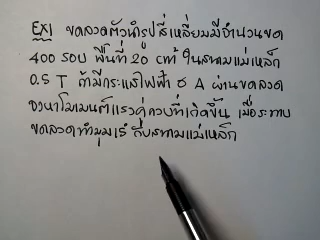 EX1 ขดลวดตัวนำรูปสี่เหลี่ยมมีจำนวนขด
400 รอบ พื้นที่ 20 cm² ในสนามแม่เหล็ก
0.5 T ถ้ามีกระแสไฟฟ้า 5 A ผ่านขดลวด
จงหาโมเมนต์แรงคู่ควบที่เกิดขึ้น เมื่อระนาบ
ขดลวดทำมุม กับสนามแม่เหล็ก